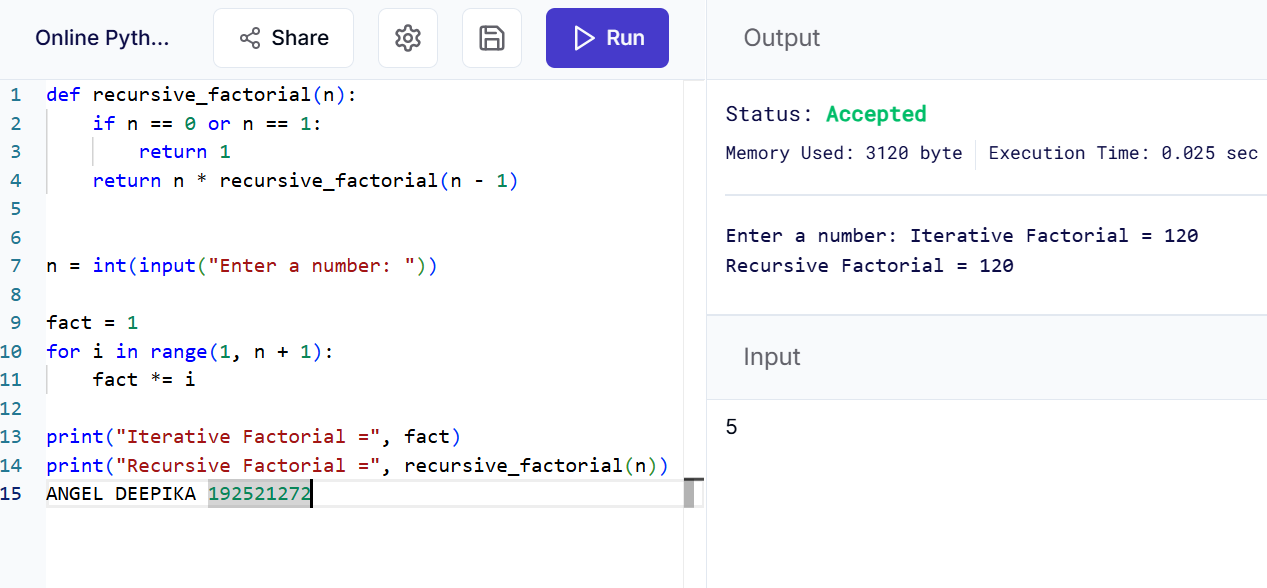 Online Pyth... Share Run
1 def recursive_factorial(n):
2     if n == 0 or n == 1:
3         return 1
4     return n * recursive_factorial(n - 1)
5
6
7 n = int(input("Enter a number: "))
8
9 fact = 1
10 for i in range(1, n + 1):
11     fact *= i
12
13 print("Iterative Factorial =", fact)
14 print("Recursive Factorial =", recursive_factorial(n))
15 ANGEL DEEPIKA 192521272
Output
Status: Accepted
Memory Used: 3120 byte Execution Time: 0.025 sec
Enter a number: Iterative Factorial = 120
Recursive Factorial = 120
Input
5